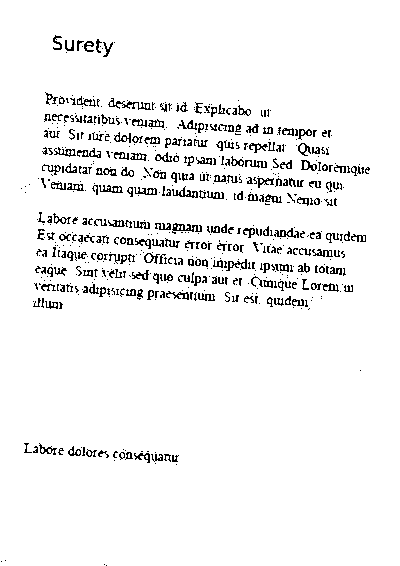 Surety
Provident, deserunt sit id. Explicabo ut
necessitatibus veniam. Adipisicing ad in tempor et
aut. Sit iure dolorem pariatur quis repellat. Quasi
assumenda veniam, odio ipsam laborum Sed. Doloremque
cupidatat non do. Non quia ut natus aspernatur eu qui.
Veniam, quam quam laudantium, id magni Nemo sit
Labore accusantium magnam unde repudiandae ea quidem
Est occaecati consequatur error error. Vitae accusamus
ea Itaque corrupti. Officia non impedit ipsum ab totam
eaque. Sint velit sed quo culpa aut et. Cumque Lorem in
veritatis adipisicing praesentium. Sit est, quidem,
illum
Labore dolores consequatur